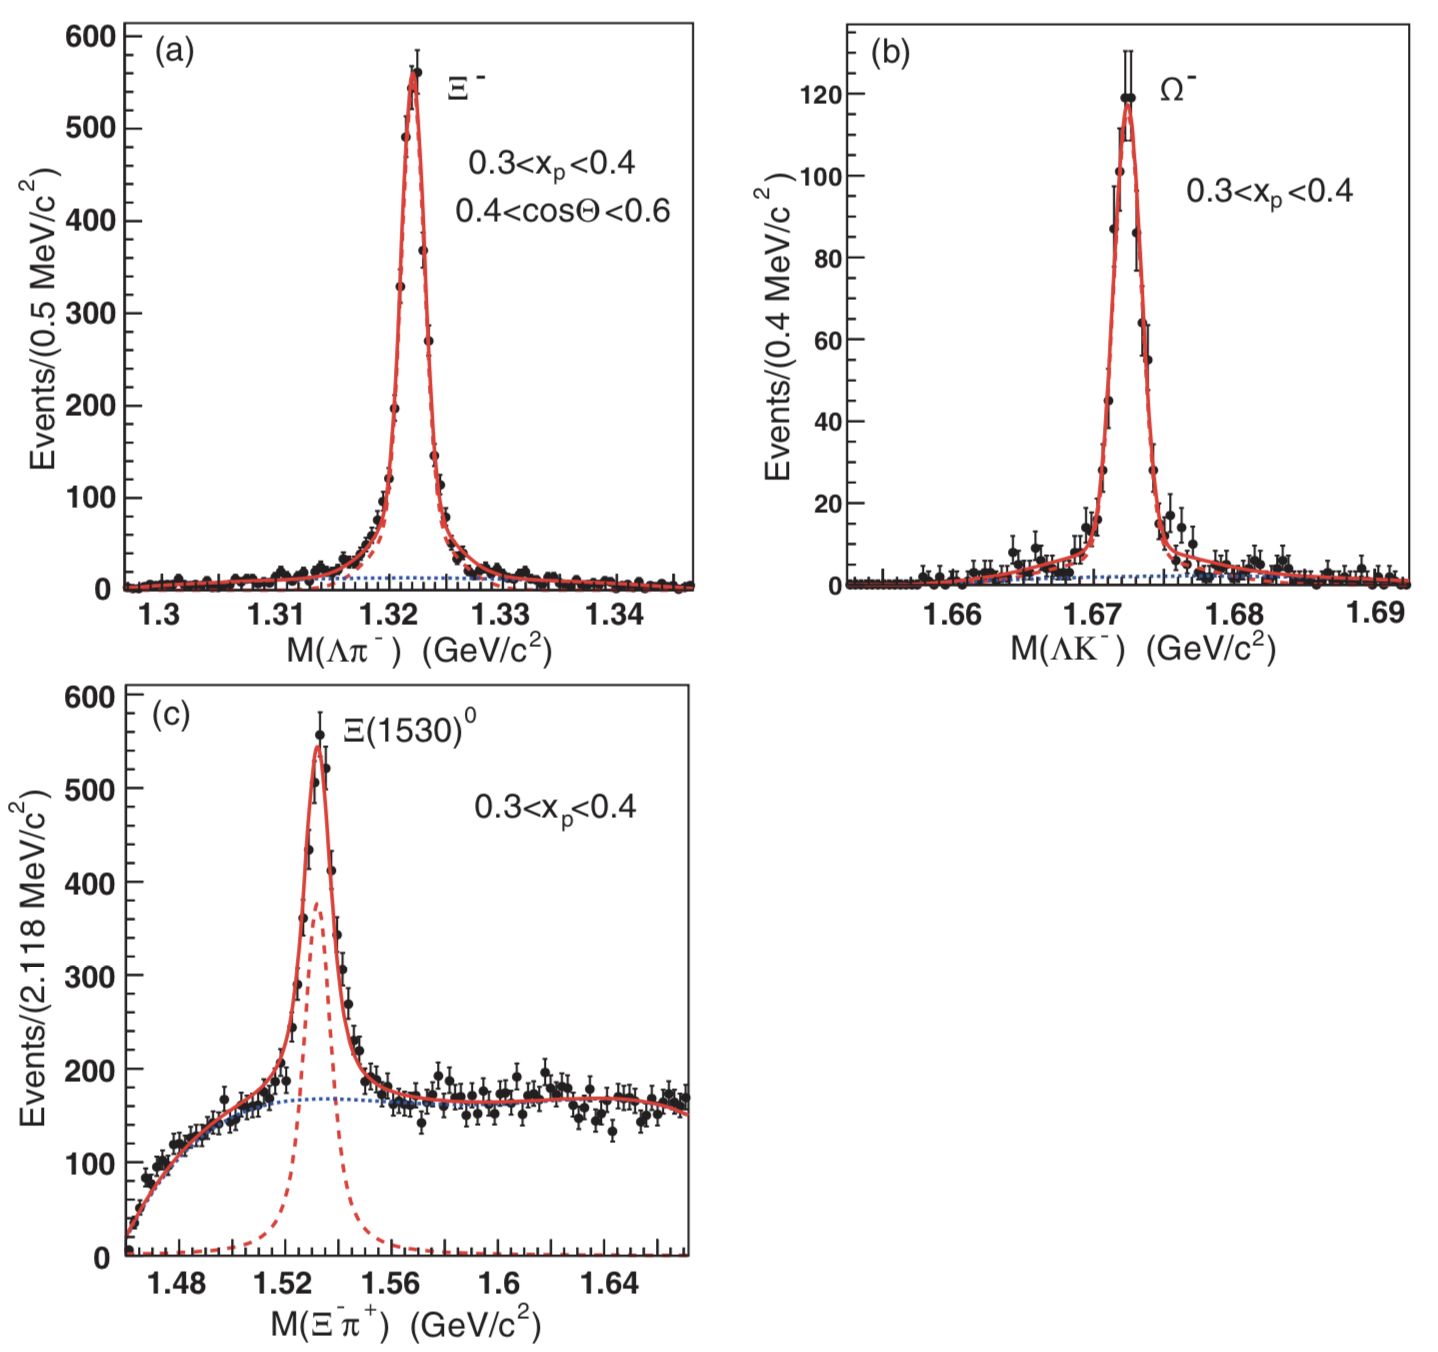 (a)
Ξ⁻
0.3<xₚ<0.4
0.4<cosΘ<0.6
Events/(0.5 MeV/c²)
600
500
400
300
200
100
0
1.3 1.31 1.32 1.33 1.34
M(Λπ⁻) (GeV/c²)
(b)
Ω⁻
0.3<xₚ<0.4
Events/(0.4 MeV/c²)
120
100
80
60
40
20
0
1.66 1.67 1.68 1.69
M(ΛK⁻) (GeV/c²)
(c)
Ξ(1530)⁰
0.3<xₚ<0.4
Events/(2.118 MeV/c²)
600
500
400
300
200
100
0
1.48 1.52 1.56 1.6 1.64
M(Ξ⁻π⁺) (GeV/c²)